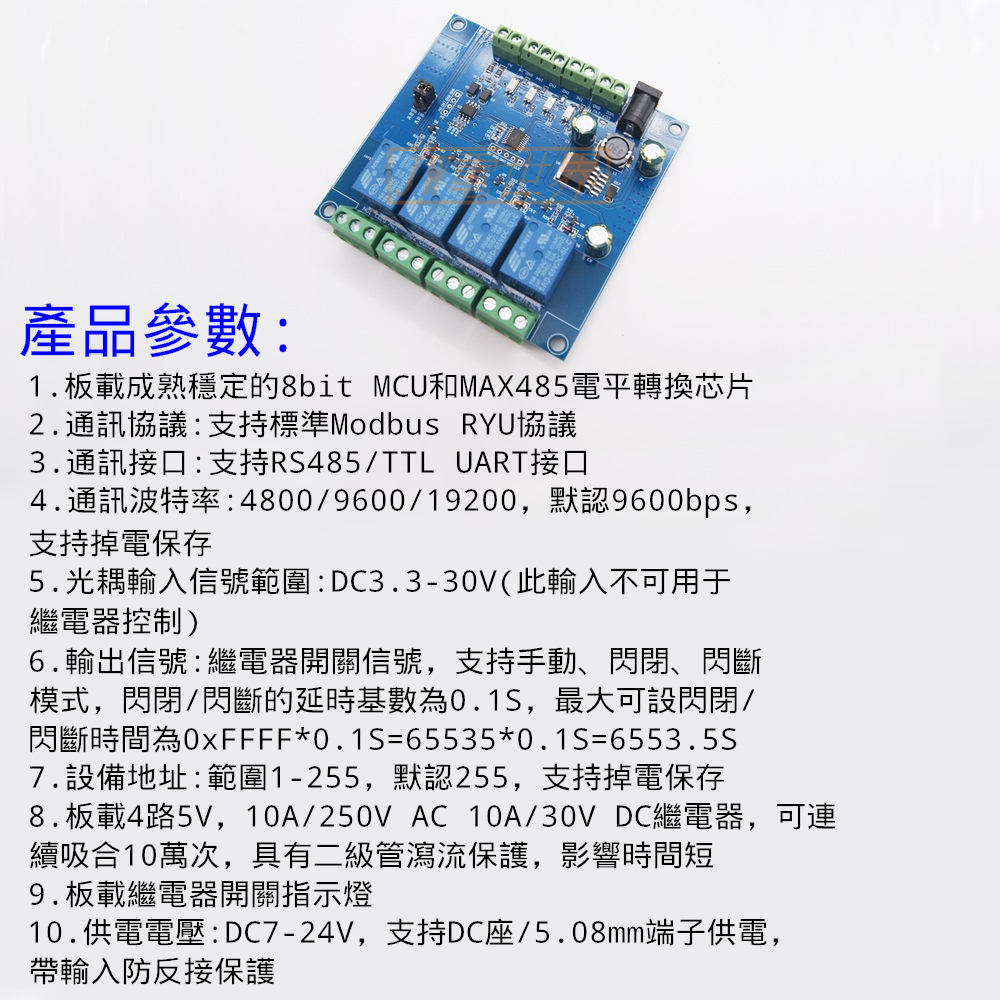 產品參數:
1.板載成熟穩定的8bit MCU和MAX485電平轉換芯片
2.通訊協議:支持標準Modbus RYU協議
3.通訊接口:支持RS485/TTL UART接口
4.通訊波特率:4800/9600/19200，默認9600bps，
支持掉電保存
5.光耦輸入信號範圍:DC3.3-30V(此輸入不可用于
繼電器控制)
6.輸出信號:繼電器開關信號，支持手動、閃閉、閃斷
模式，閃閉/閃斷的延時基數為0.1S，最大可設閃閉/
閃斷時間為0xFFFF*0.1S=65535*0.1S=6553.5S
7.設備地址:範圍1-255，默認255，支持掉電保存
8.板載4路5V，10A/250V AC 10A/30V DC繼電器，可連
續吸合10萬次，具有二級管瀉流保護，影響時間短
9.板載繼電器開關指示燈
10.供電電壓:DC7-24V，支持DC座/5.08mm端子供電，
帶輸入防反接保護